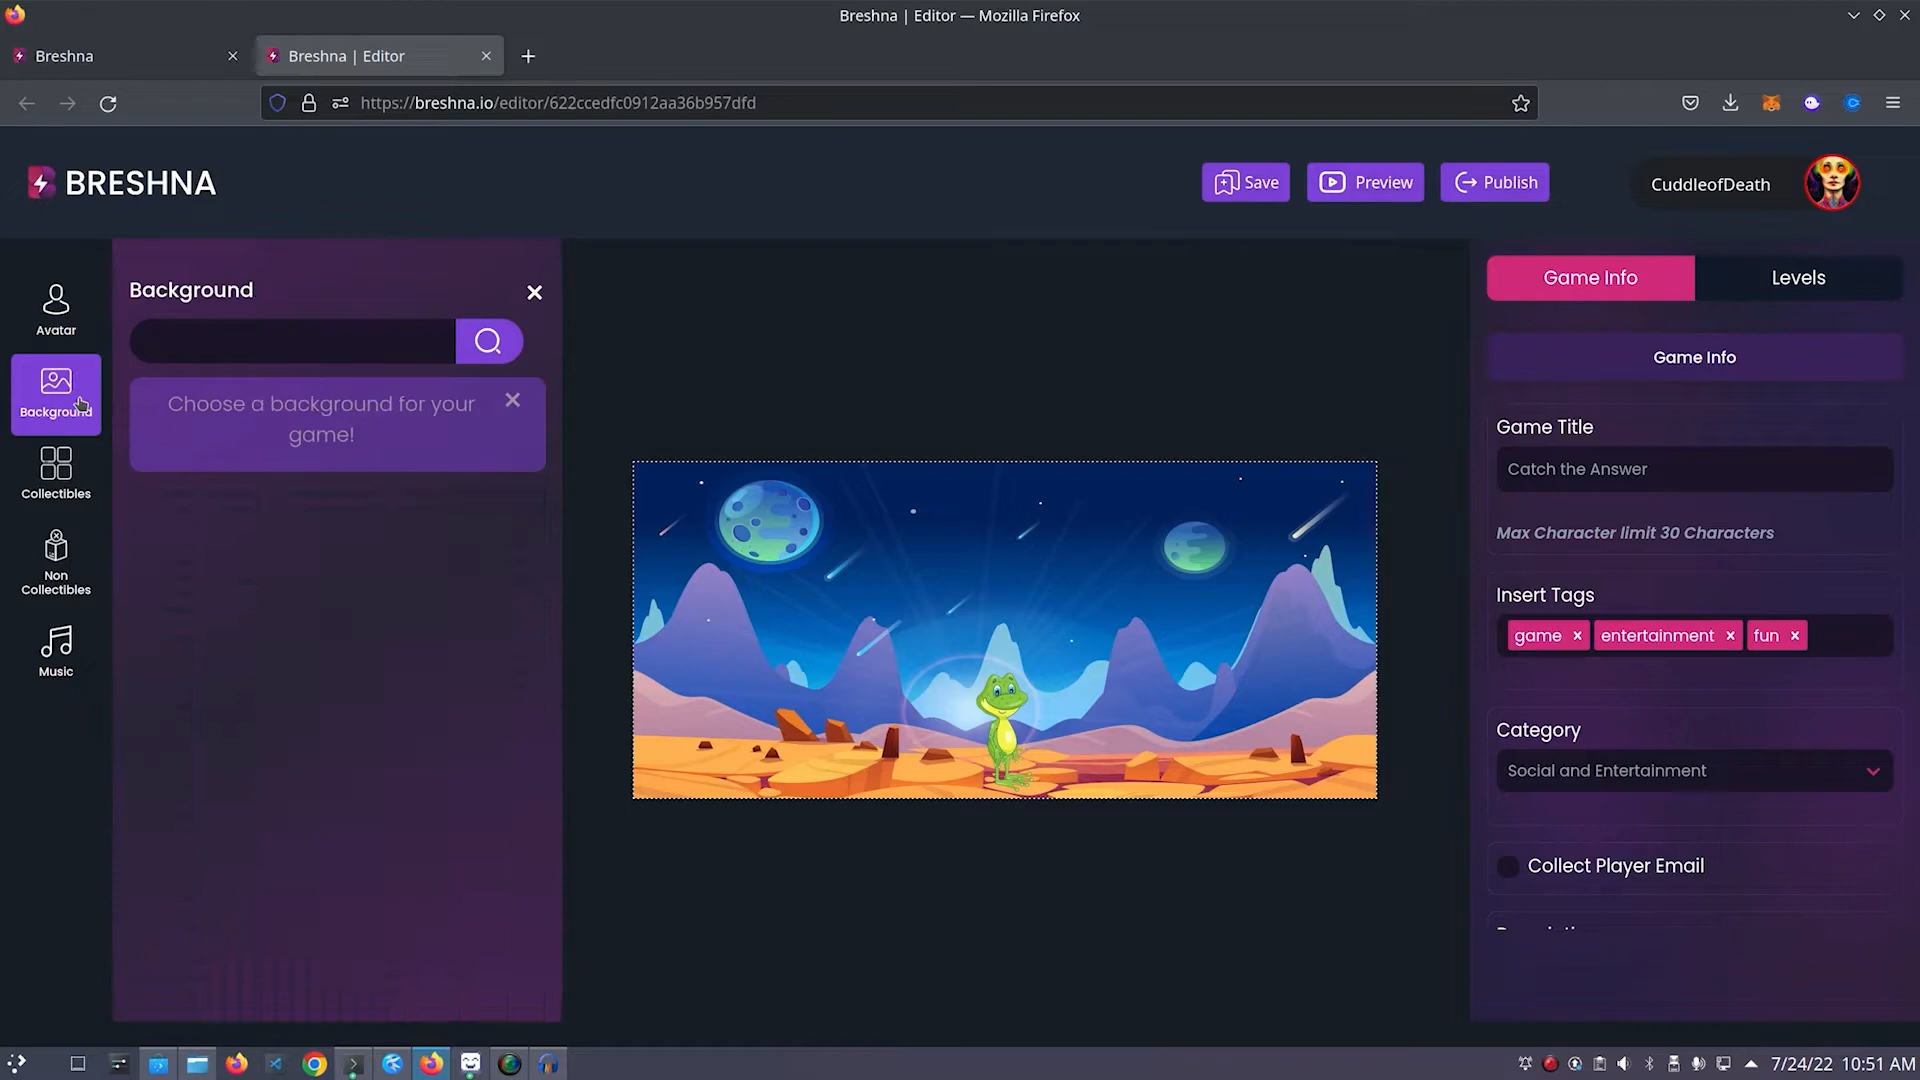 Breshna | Editor — Mozilla Firefox
Breshna
Breshna | Editor
https://breshna.io/editor/622ccedfc0912aa36b957dfd
BRESHNA
Save
Preview
Publish
CuddleofDeath
Avatar
Background
Collectibles
Non
Collectibles
Music
Background
Choose a background for your
game!
Game Info
Levels
Game Info
Game Title
Catch the Answer
Max Character limit 30 Characters
Insert Tags
game × entertainment × fun ×
Category
Social and Entertainment
Collect Player Email
7/24/22 10:51 AM